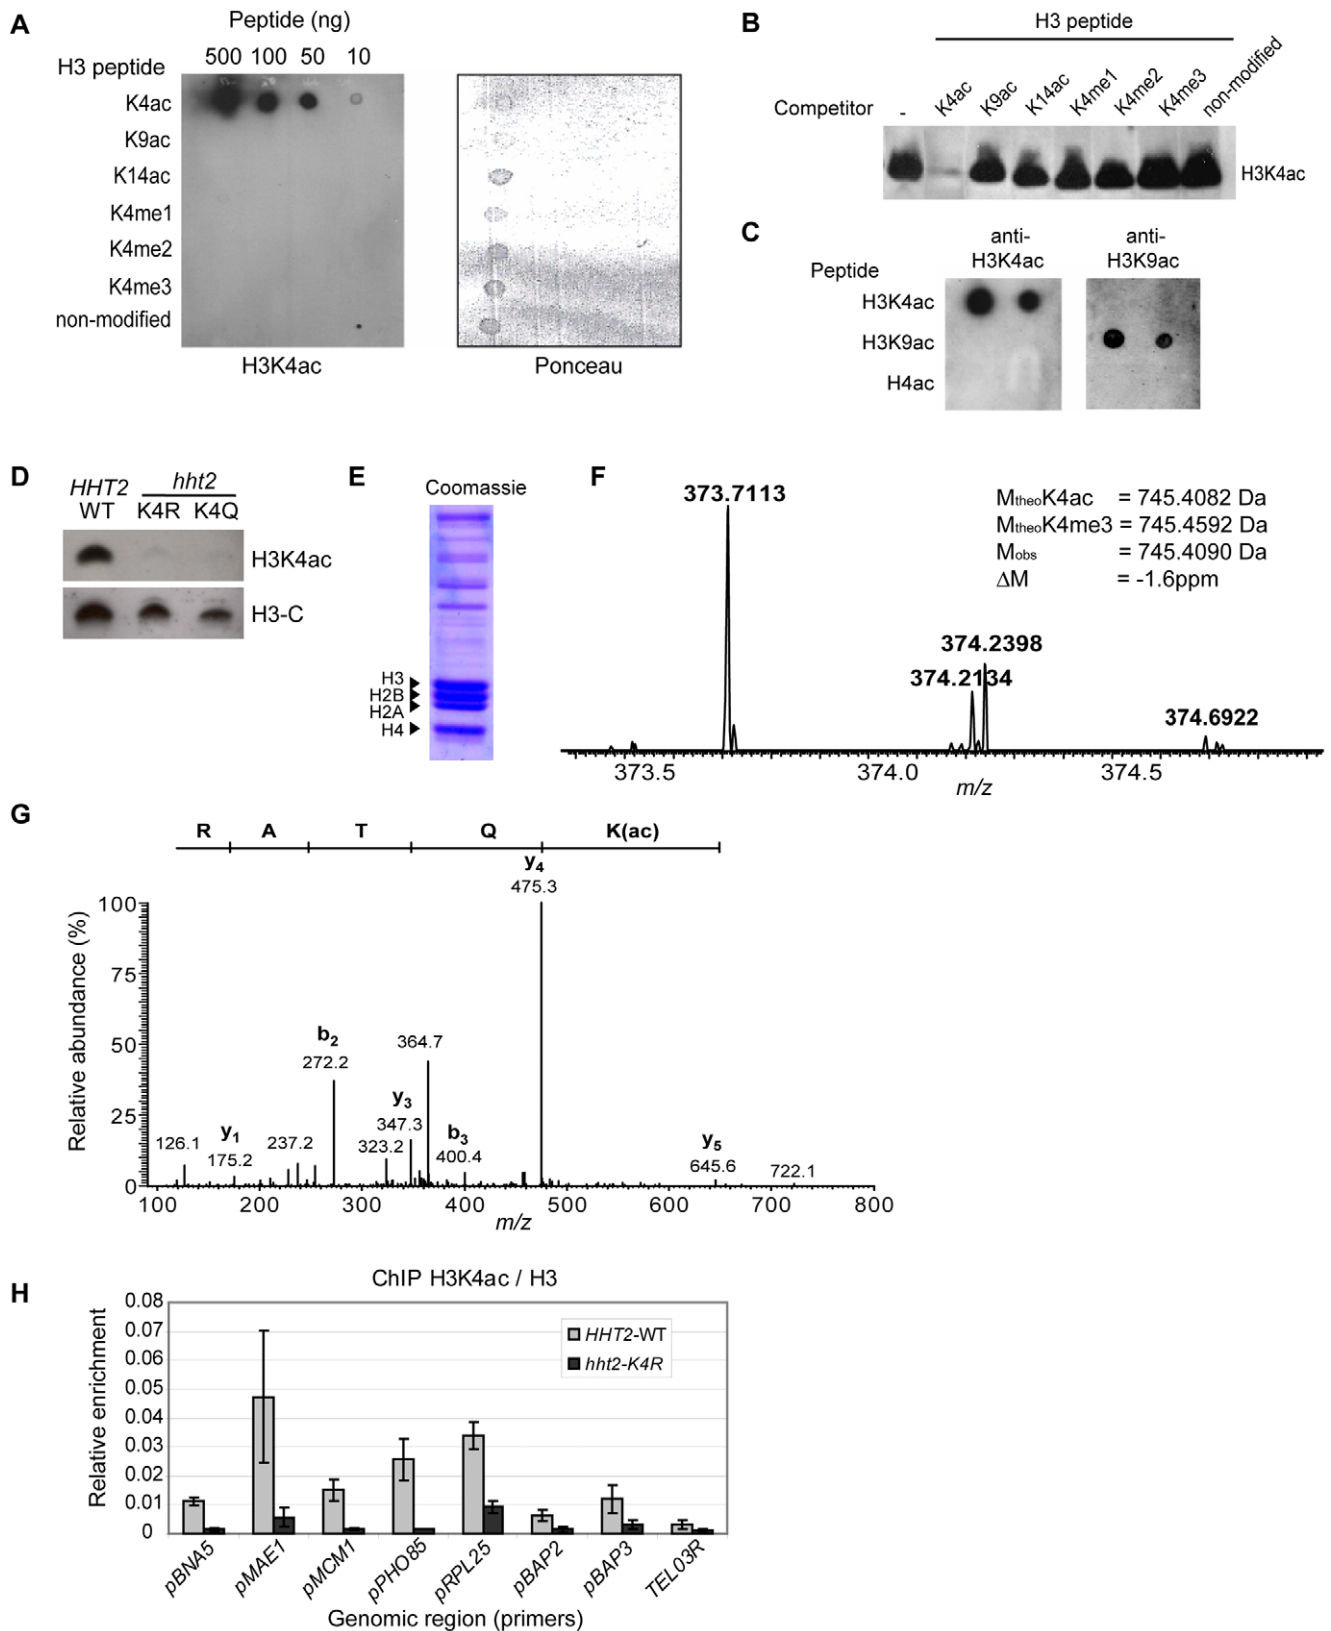 A
Peptide (ng)
H3 peptide
500 100 50 10
K4ac
K9ac
K14ac
K4me1
K4me2
K4me3
non-modified
H3K4ac
Ponceau
B
H3 peptide
Competitor
- K4ac K9ac K14ac K4me1 K4me2 K4me3 non-modified
H3K4ac
C
anti-H3K4ac
anti-H3K9ac
Peptide
H3K4ac
H3K9ac
H4ac
D
HHT2 hht2
WT K4R K4Q
H3K4ac
H3-C
E
Coomassie
H3
H2B
H2A
H4
F
373.7113
MtheoK4ac = 745.4082 Da
MtheoK4me3 = 745.4592 Da
Mobs = 745.4090 Da
ΔM = -1.6ppm
374.2398
374.2134
374.6922
373.5 374.0 374.5
m/z
G
R A T Q K(ac)
y4
475.3
Relative abundance (%)
100
75
50
25
0
b2
272.2
364.7
y3
347.3
126.1
y1
175.2
237.2
323.2
b3
400.4
y5
645.6
722.1
100 200 300 400 500 600 700 800
m/z
H
ChIP H3K4ac / H3
Relative enrichment
0.08
0.07
0.06
0.05
0.04
0.03
0.02
0.01
0
HHT2-WT
hht2-K4R
pBNA5 pMAE1 pMCM1 pPHO85 pRPL25 pBAP2 pBAP3 TEL03R
Genomic region (primers)